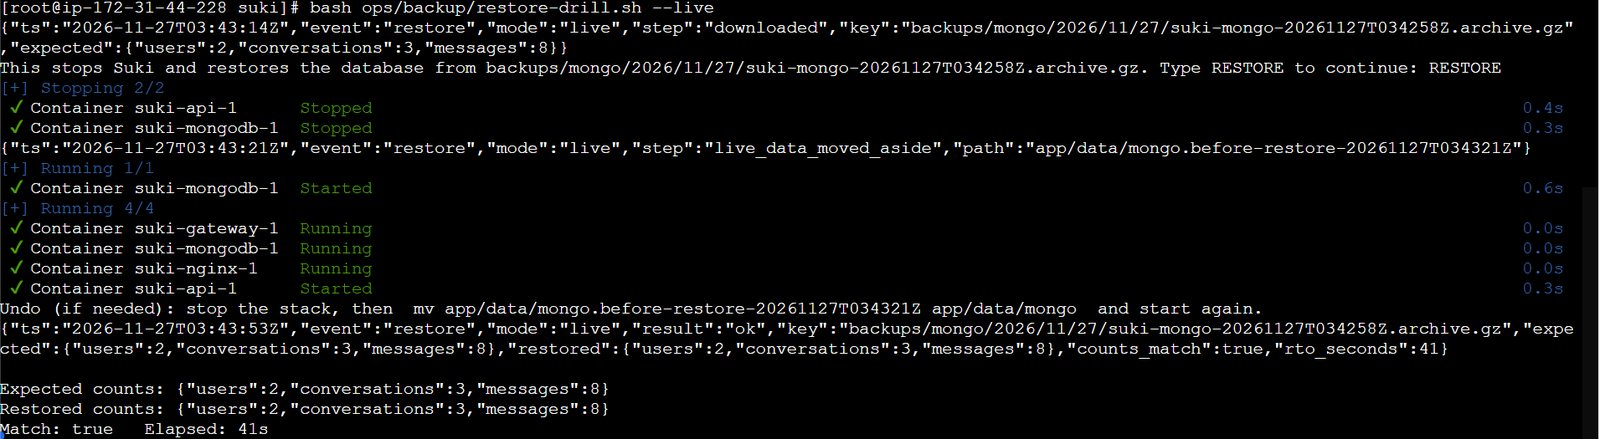 [root@ip-172-31-44-228 suki]# bash ops/backup/restore-drill.sh --live
{"ts":"2026-11-27T03:43:14Z","event":"restore","mode":"live","step":"downloaded","key":"backups/mongo/2026/11/27/suki-mongo-20261127T034258Z.archive.gz"
,"expected":{"users":2,"conversations":3,"messages":8}}
This stops Suki and restores the database from backups/mongo/2026/11/27/suki-mongo-20261127T034258Z.archive.gz. Type RESTORE to continue: RESTORE
[+] Stopping 2/2
✓ Container suki-api-1      Stopped      0.4s
✓ Container suki-mongodb-1  Stopped      0.3s
{"ts":"2026-11-27T03:43:21Z","event":"restore","mode":"live","step":"live_data_moved_aside","path":"app/data/mongo.before-restore-20261127T034321Z"}
[+] Running 1/1
✓ Container suki-mongodb-1  Started      0.6s
[+] Running 4/4
✓ Container suki-gateway-1  Running      0.0s
✓ Container suki-mongodb-1  Running      0.0s
✓ Container suki-nginx-1    Running      0.0s
✓ Container suki-api-1      Started      0.3s
Undo (if needed): stop the stack, then  mv app/data/mongo.before-restore-20261127T034321Z app/data/mongo  and start again.
{"ts":"2026-11-27T03:43:53Z","event":"restore","mode":"live","result":"ok","key":"backups/mongo/2026/11/27/suki-mongo-20261127T034258Z.archive.gz","expe
cted":{"users":2,"conversations":3,"messages":8},"restored":{"users":2,"conversations":3,"messages":8},"counts_match":true,"rto_seconds":41}
Expected counts: {"users":2,"conversations":3,"messages":8}
Restored counts: {"users":2,"conversations":3,"messages":8}
Match: true   Elapsed: 41s